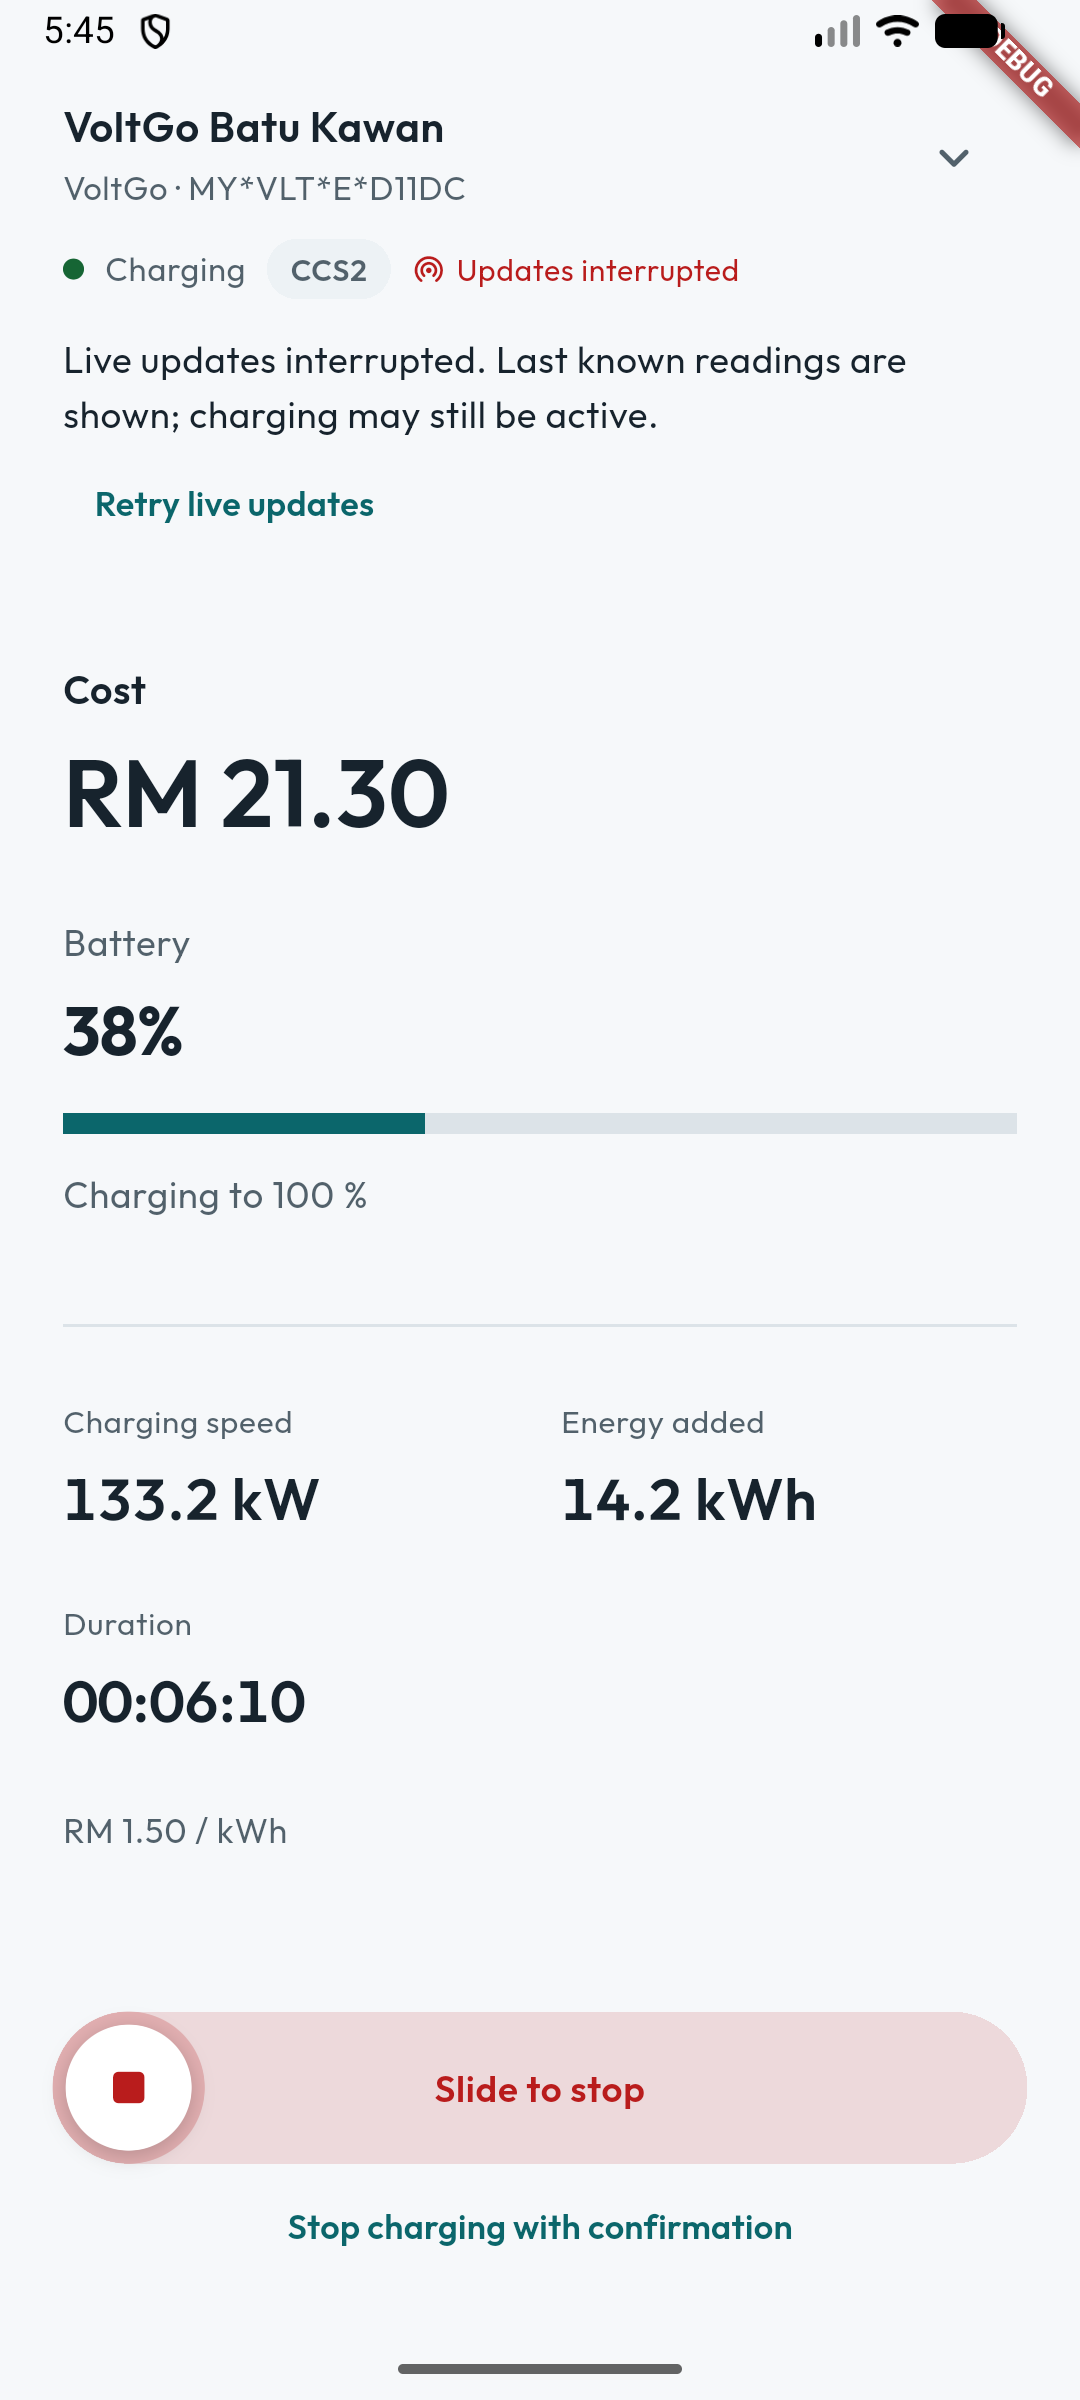 5:45
EBUG
VoltGo Batu Kawan
VoltGo · MY*VLT*E*D11DC
Charging CCS2 Updates interrupted
Live updates interrupted. Last known readings are
shown; charging may still be active.
Retry live updates
Cost
RM 21.30
Battery
38%
Charging to 100 %
Charging speed Energy added
133.2 kW 14.2 kWh
Duration
00:06:10
RM 1.50 / kWh
Slide to stop
Stop charging with confirmation